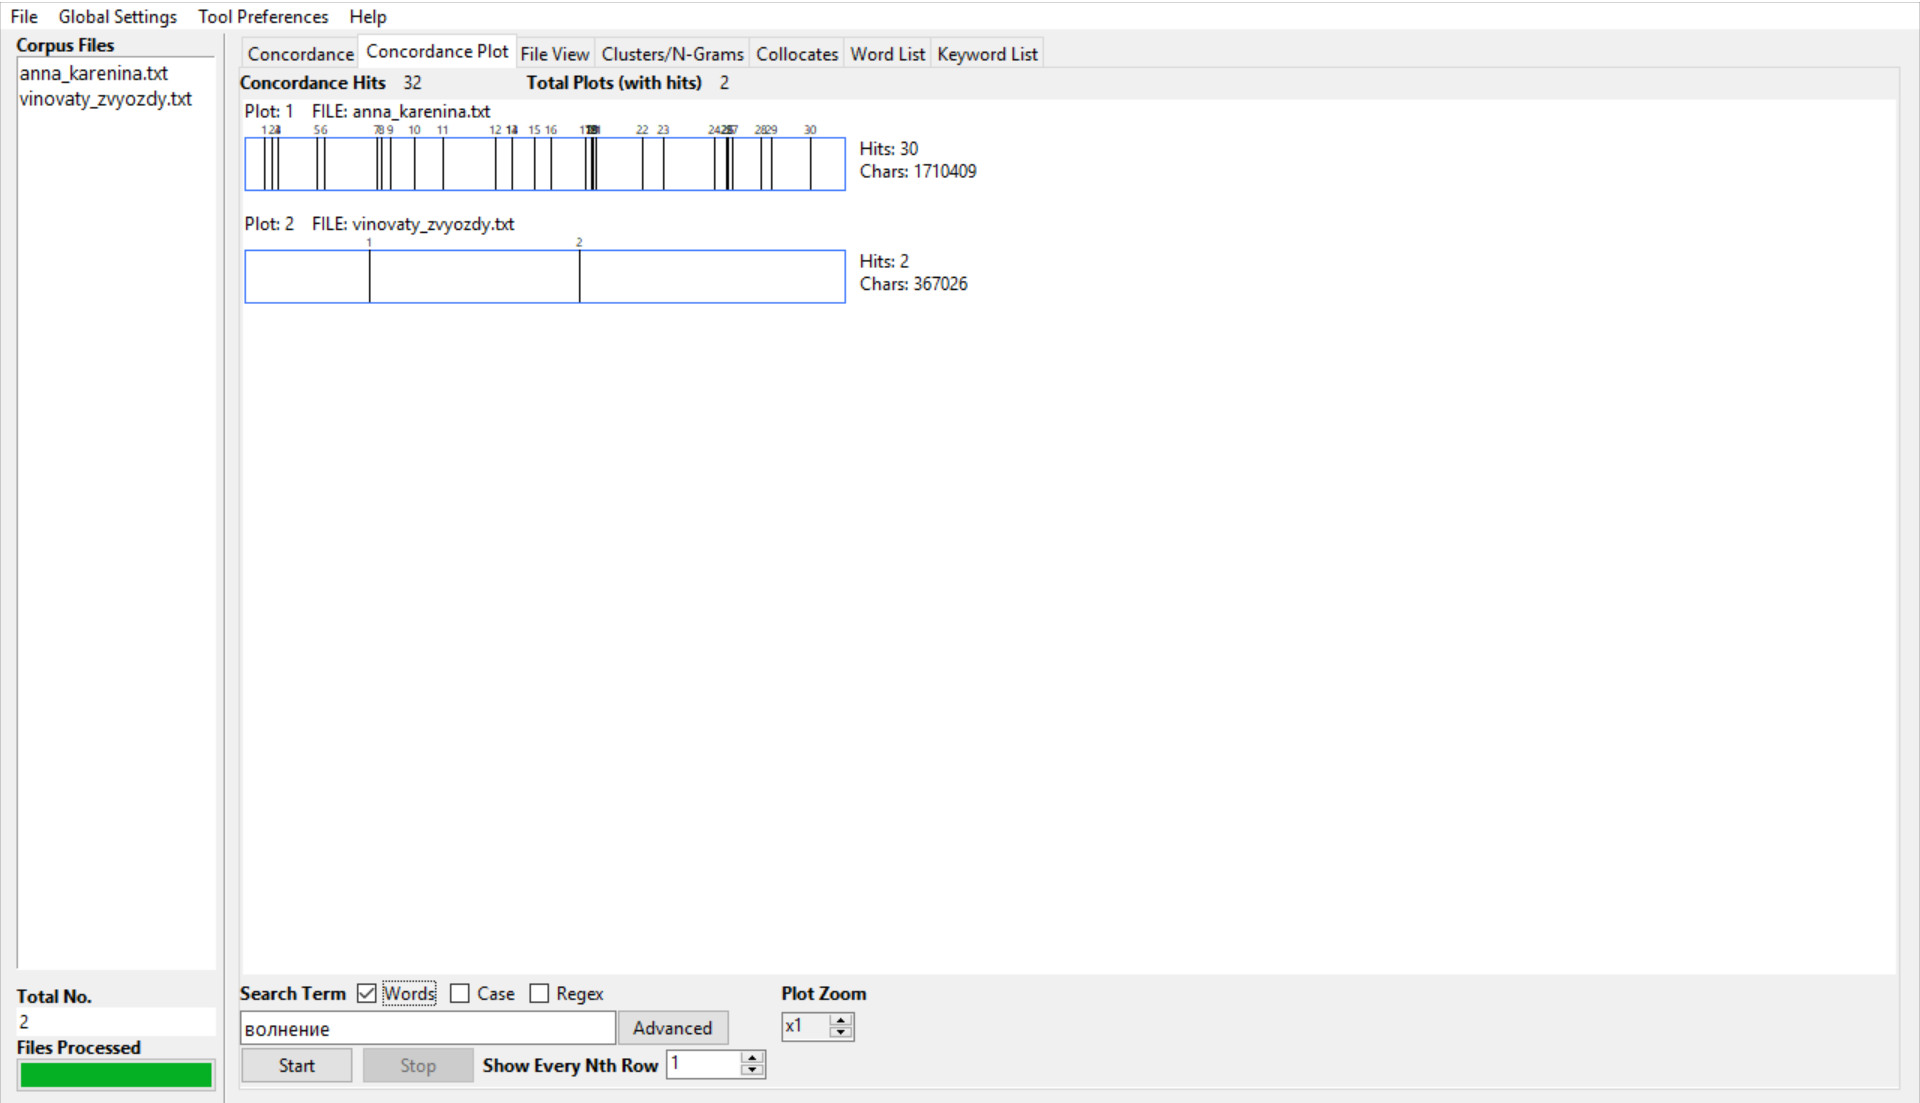 File Global Settings Tool Preferences Help
Corpus Files
anna_karenina.txt
vinovaty_zvyozdy.txt
Concordance Concordance Plot File View Clusters/N-Grams Collocates Word List Keyword List
Concordance Hits 32 Total Plots (with hits) 2
Plot: 1 FILE: anna_karenina.txt
1 2 5 6 7 8 9 10 11 12 15 16 22 23 24 28 29 30
Hits: 30
Chars: 1710409
Plot: 2 FILE: vinovaty_zvyozdy.txt
1 2
Hits: 2
Chars: 367026
Total No.
2
Files Processed
Search Term Words Case Regex Plot Zoom
волнение Advanced x1
Start Stop Show Every Nth Row 1